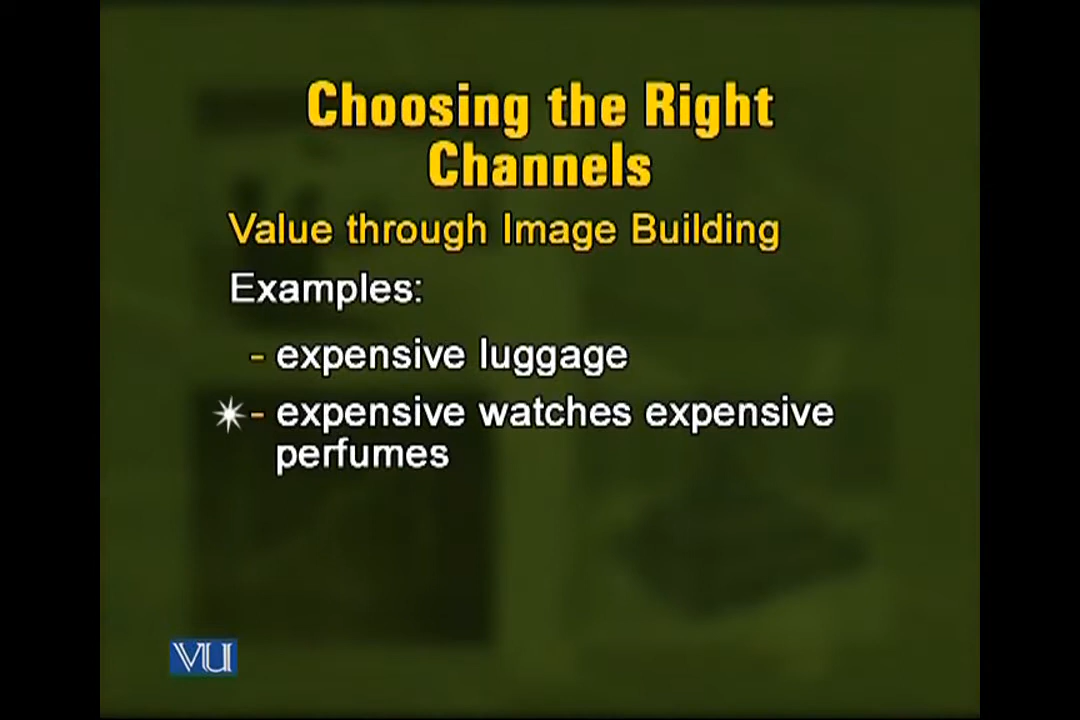 Choosing the Right
Channels
Value through Image Building
Examples:
- expensive luggage
- expensive watches expensive
perfumes
VU